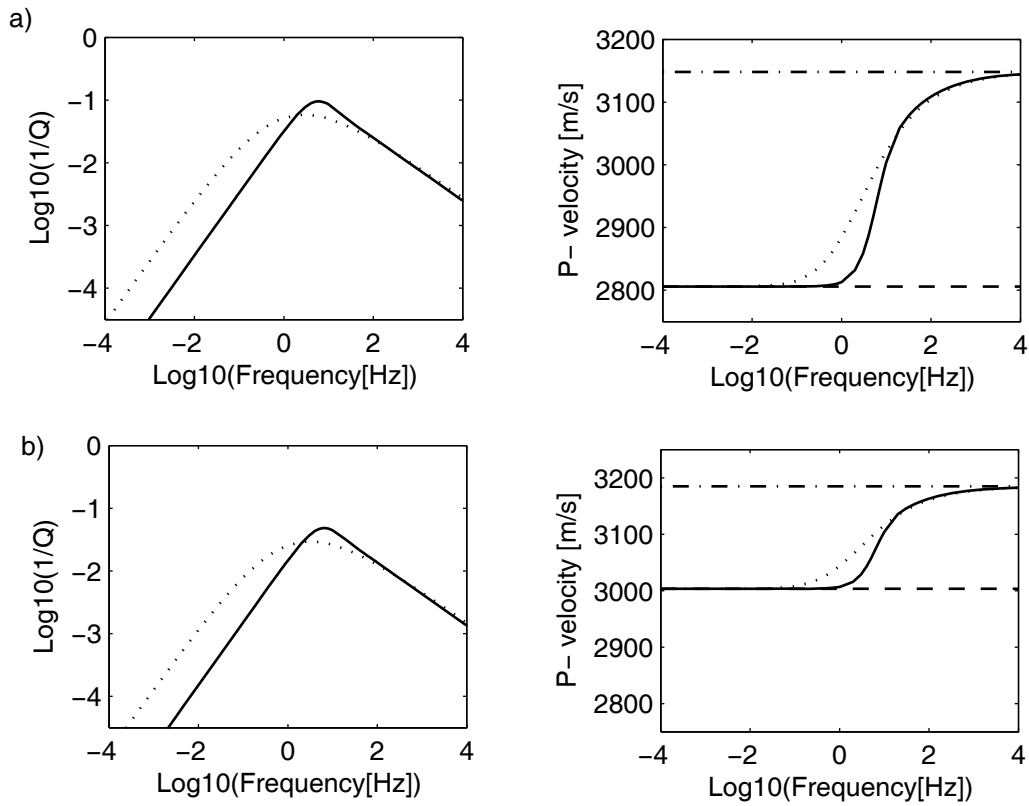 a)
0
−1
−2
−3
−4
Log10(1/Q)
−4 −2 0 2 4
Log10(Frequency[Hz])
3200
3100
3000
2900
2800
P− velocity [m/s]
−4 −2 0 2 4
Log10(Frequency[Hz])
b)
0
−1
−2
−3
−4
Log10(1/Q)
−4 −2 0 2 4
Log10(Frequency[Hz])
3200
3100
3000
2900
2800
P− velocity [m/s]
−4 −2 0 2 4
Log10(Frequency[Hz])